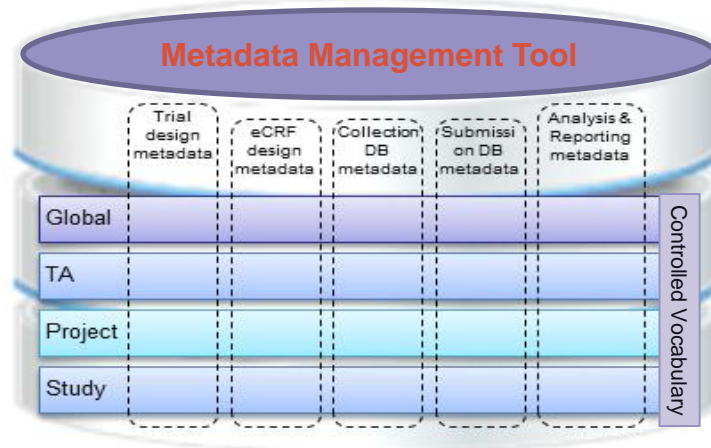 Metadata Management Tool
Trial
design
metadata
eCRF
design
metadata
Collection
DB
metadata
Submissi
on DB
metadata
Analysis &
Reporting
metadata
Global
TA
Project
Study
Controlled Vocabulary